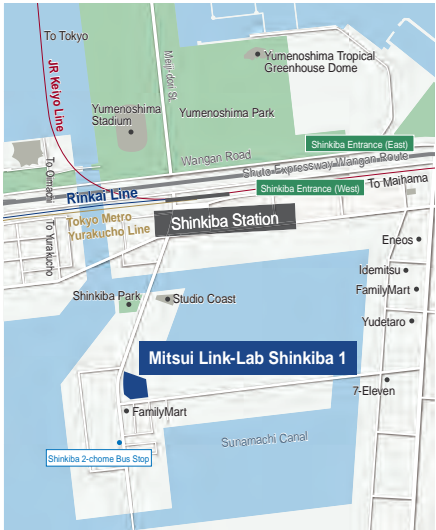 To Tokyo
JR Keiyo Line
Meiji-dori St.
Yumenoshima Tropical
Greenhouse Dome
Yumenoshima
Stadium
Yumenoshima Park
Shinkiba Entrance (East)
Wangan Road
Shuto Expressway Wangan Route
To Oimachi
Rinkai Line
Shinkiba Entrance (West)
To Maihama
Tokyo Metro
Yurakucho Line
To Yurakucho
Shinkiba Station
Eneos
Idemitsu
FamilyMart
Shinkiba Park
Studio Coast
Yudetaro
Mitsui Link-Lab Shinkiba 1
7-Eleven
FamilyMart
Sunamachi Canal
Shinkiba 2-chome Bus Stop